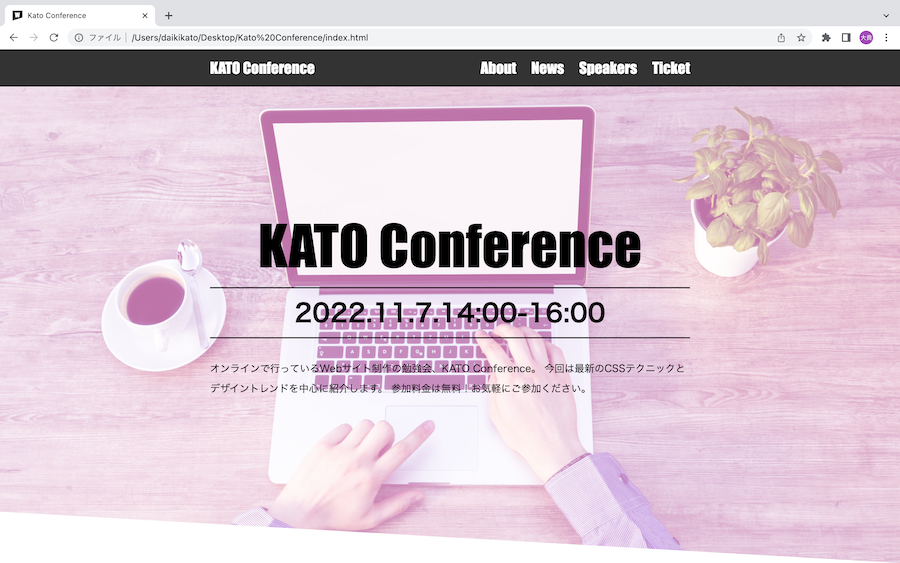 Kato Conference
ファイル /Users/daikikato/Desktop/Kato%20Conference/index.html
大貴
KATO Conference About News Speakers Ticket
KATO Conference
2022.11.7.14:00-16:00
オンラインで行っているWebサイト制作の勉強会、KATO Conference。 今回は最新のCSSテクニックと
デザイントレンドを中心に紹介します。 参加料金は無料！お気軽にご参加ください。